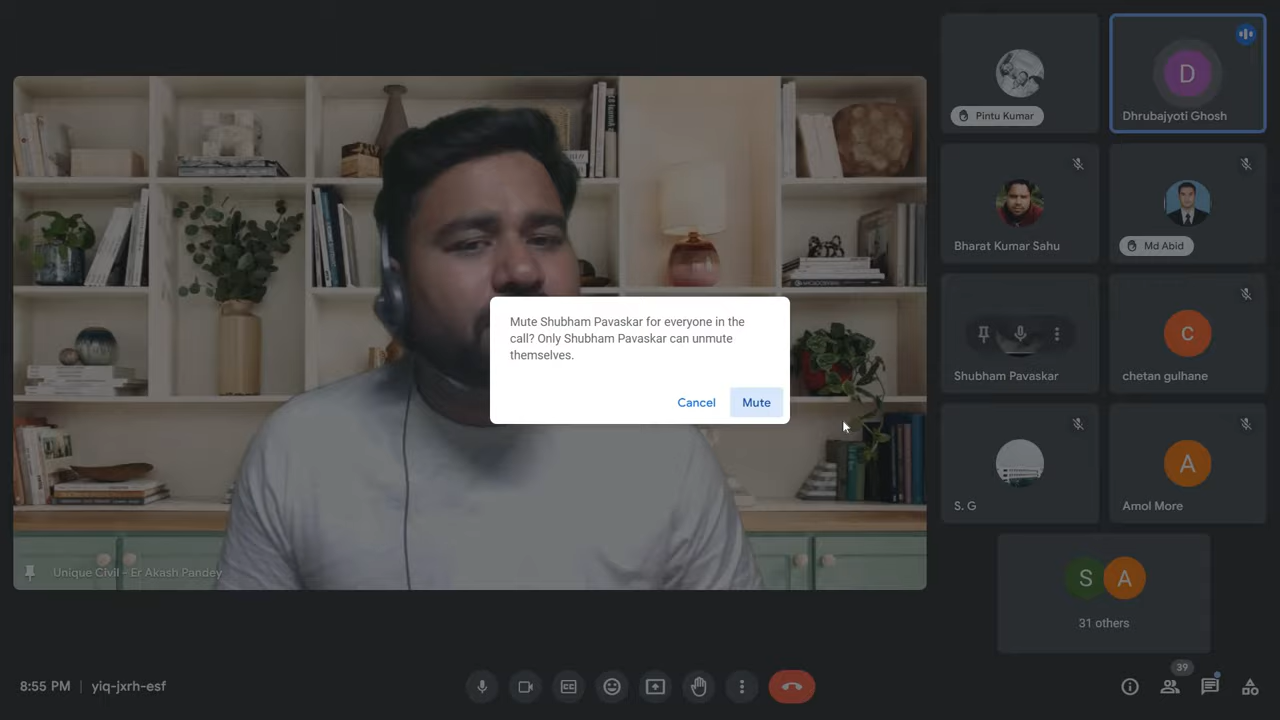 Pintu Kumar
D
Dhrubajyoti Ghosh
Bharat Kumar Sahu
Md Abid
Mute Shubham Pavaskar for everyone in the
call? Only Shubham Pavaskar can unmute
themselves.
Cancel
Mute
Shubham Pavaskar
C
chetan gulhane
S. G
A
Amol More
Unique Civil - Er Akash Pandey
S
A
31 others
8:55 PM | yiq-jxrh-esf
CC
39